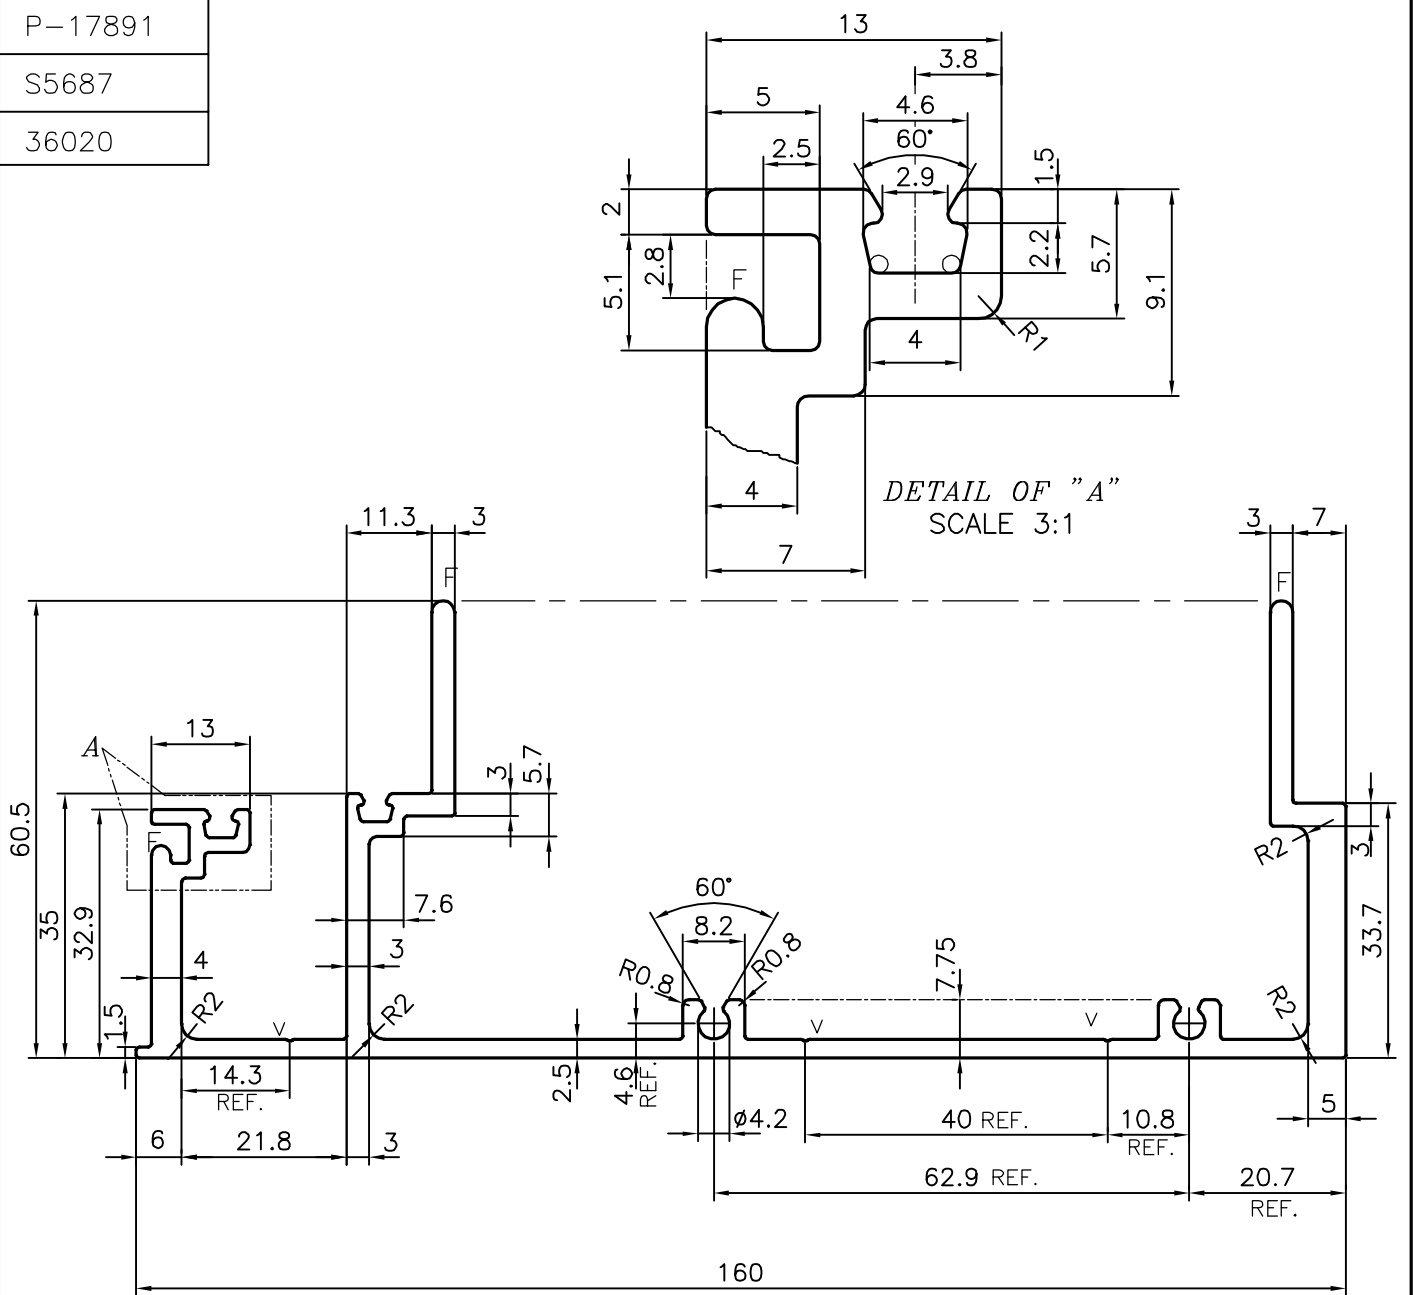 P-17891
S5687
36020
13
3.8
5
4.6
2.5
60°
1.5
2.9
2
2.8
2.2
5.7
5.1
F
9.1
4
R1
4
DETAIL OF "A"
SCALE 3:1
7
11.3
3
3
7
F
F
13
A
3
5.7
60.5
F
R2
3
7.6
60°
8.2
35
32.9
33.7
4
3
R0.8
R0.8
7.75
1.5
R2
V
R2
V
V
R2
14.3
REF.
2.5
4.6
REF.
Ø4.2
40 REF.
10.8
REF.
5
6
21.8
3
62.9 REF.
20.7
REF.
160